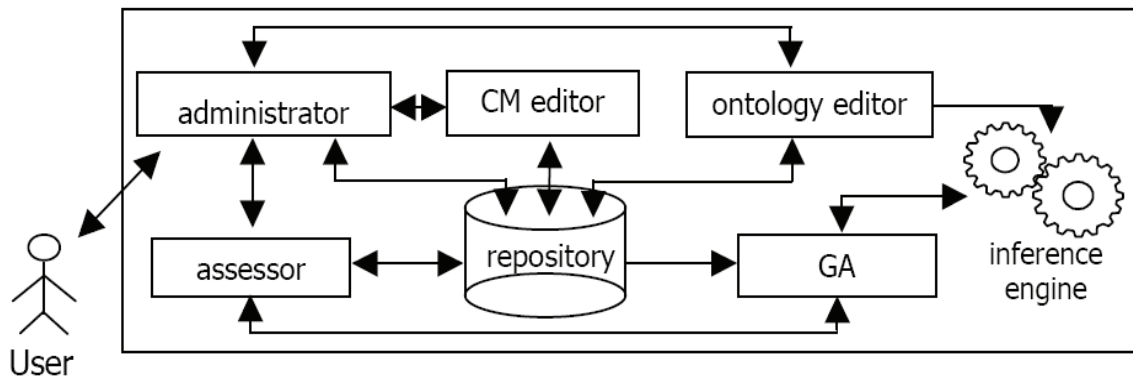 administrator
CM editor
ontology editor
assessor
repository
GA
inference
engine
User